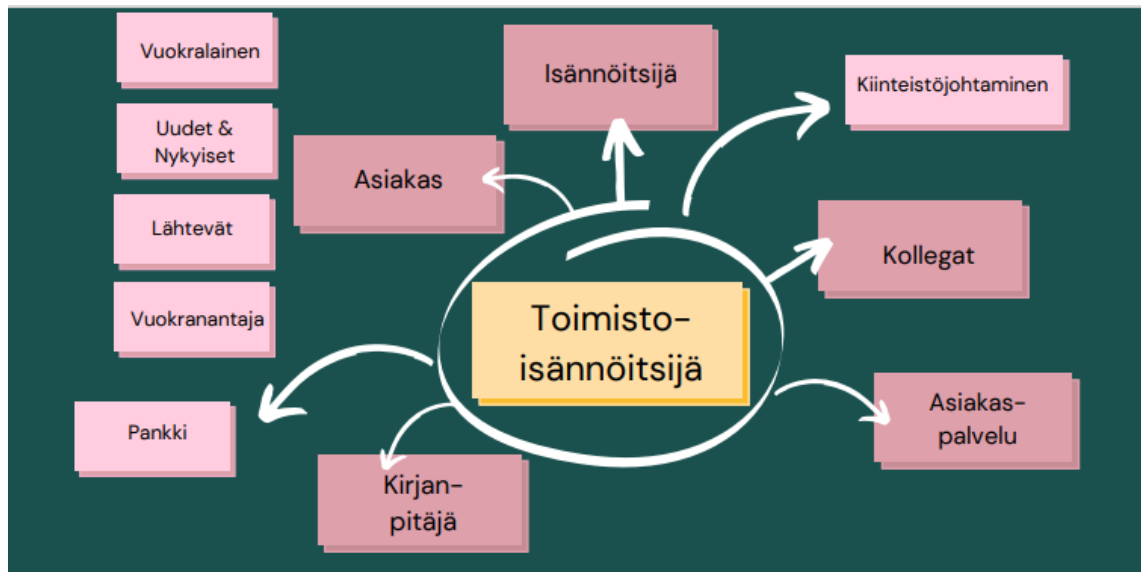 Vuokralainen
Uudet &
Nykyiset
Lähtevät
Vuokranantaja
Pankki
Asiakas
Isännöitsijä
Kiinteistöjohtaminen
Kollegat
Toimisto-
isännöitsijä
Asiakas-
palvelu
Kirjan-
pitäjä